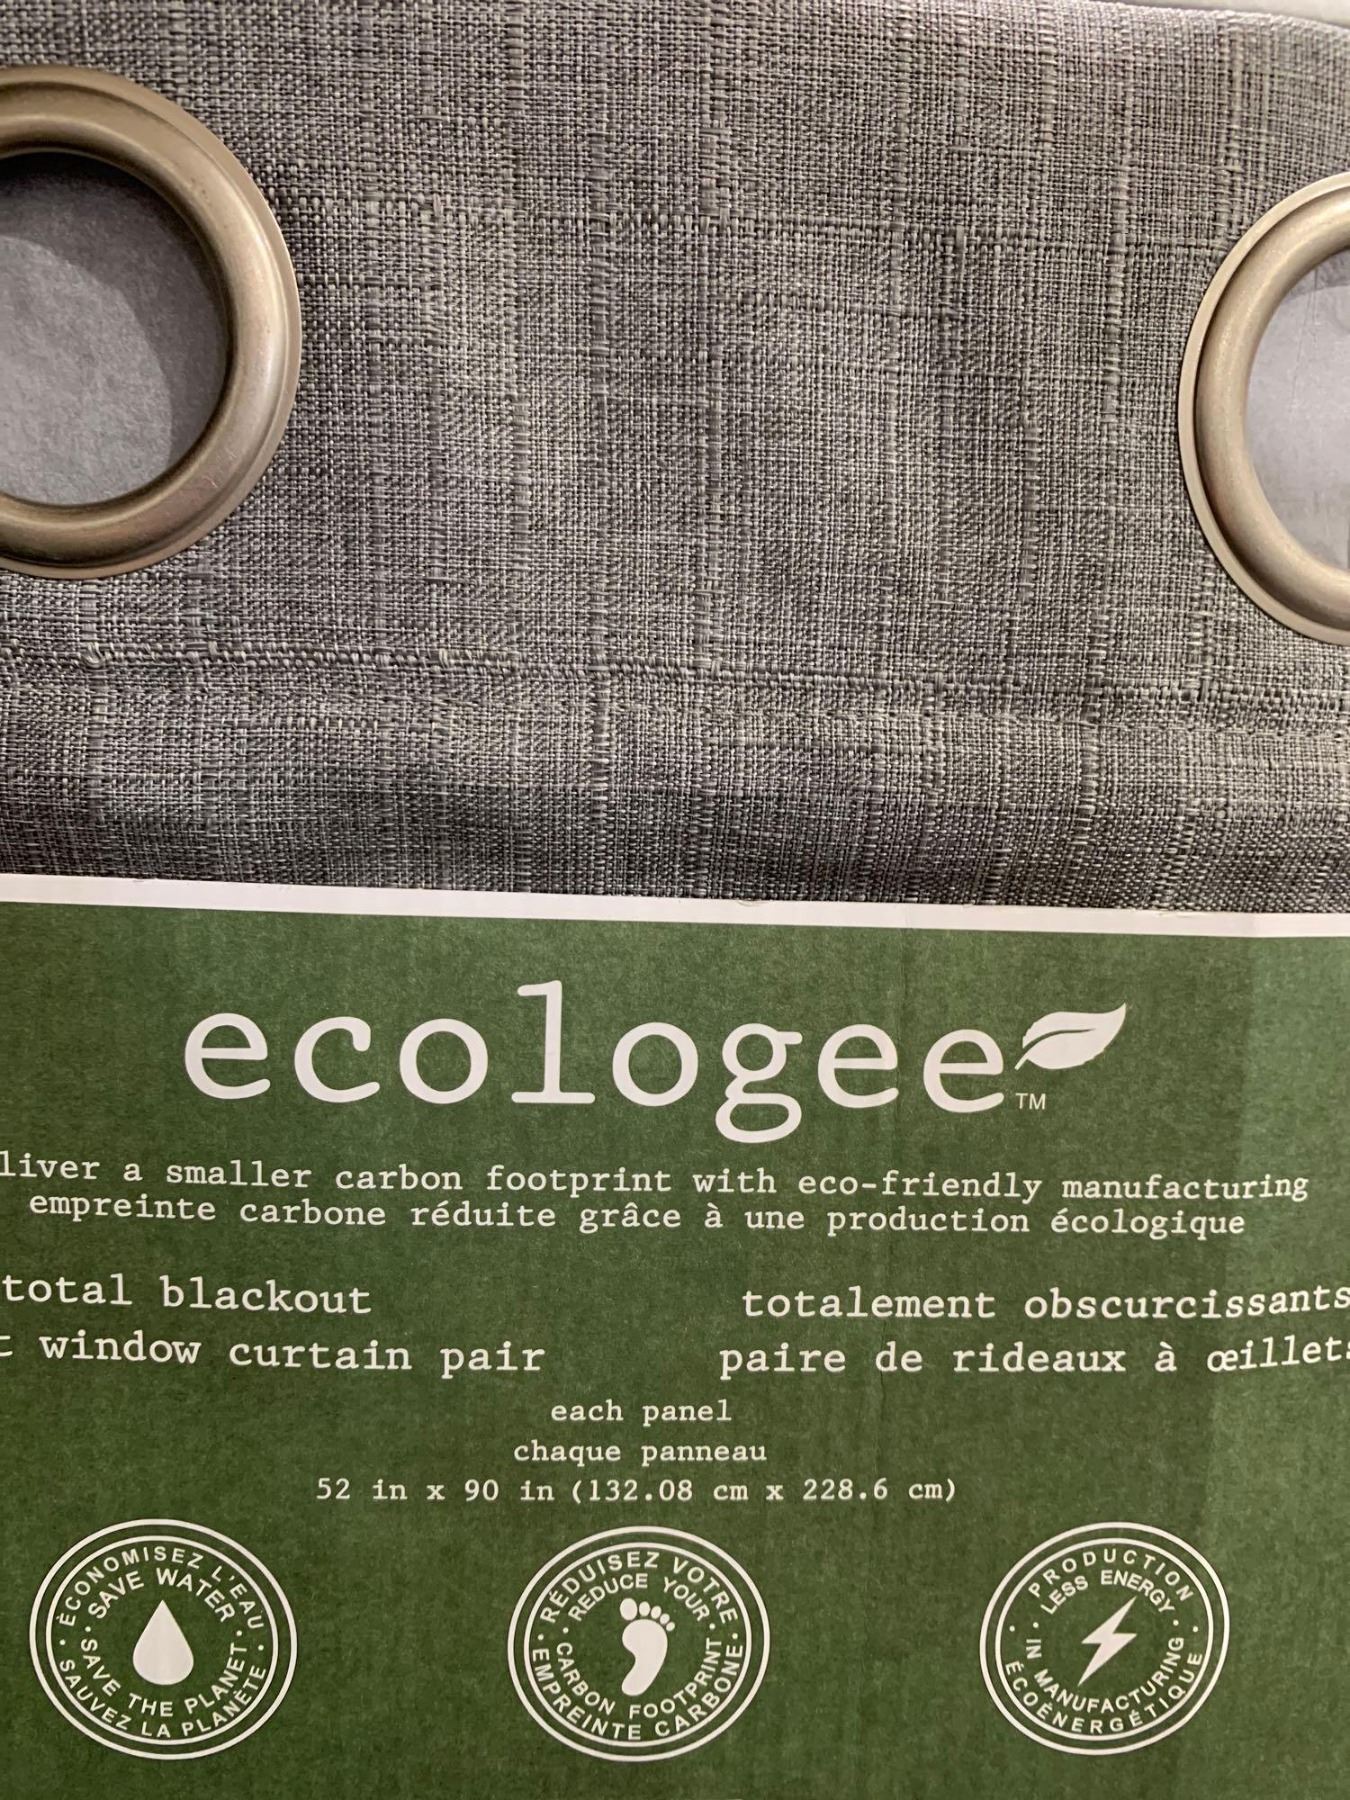 ecologee™
liver a smaller carbon footprint with eco-friendly manufacturing
empreinte carbone réduite grâce à une production écologique
total blackout
window curtain pair
totalement obscurcissants
paire de rideaux à œillets
each panel
chaque panneau
52 in x 90 in (132.08 cm x 228.6 cm)
ÉCONOMISEZ L'EAU
SAVE WATER
SAVE THE PLANET
SAUVEZ LA PLANÈTE
RÉDUISEZ VOTRE
REDUCE YOUR
CARBON FOOTPRINT
EMPREINTE CARBONE
PRODUCTION
LESS ENERGY
IN MANUFACTURING
ÉCOÉNERGÉTIQUE